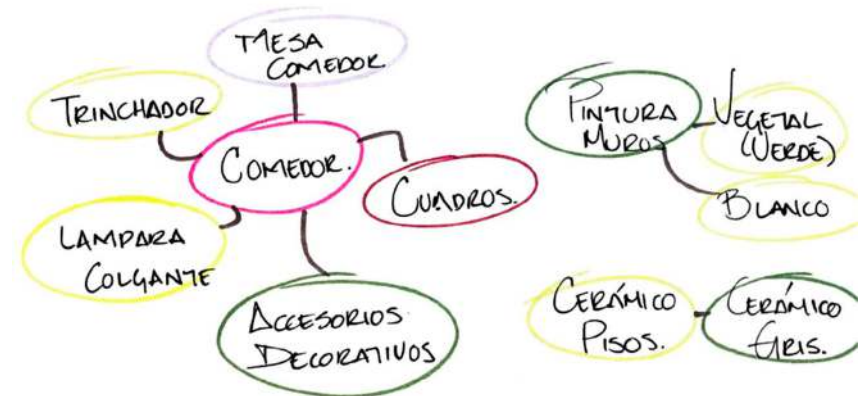 MESA
COMEDOR
TRINCHADOR
COMEDOR.
CUADROS.
LAMPARA
COLGANTE
ACCESORIOS
DECORATIVOS
PINTURA
MUROS
VEGETAL
(VERDE)
BLANCO
CERÁMICO
PISOS.
CERÁMICO
GRIS.